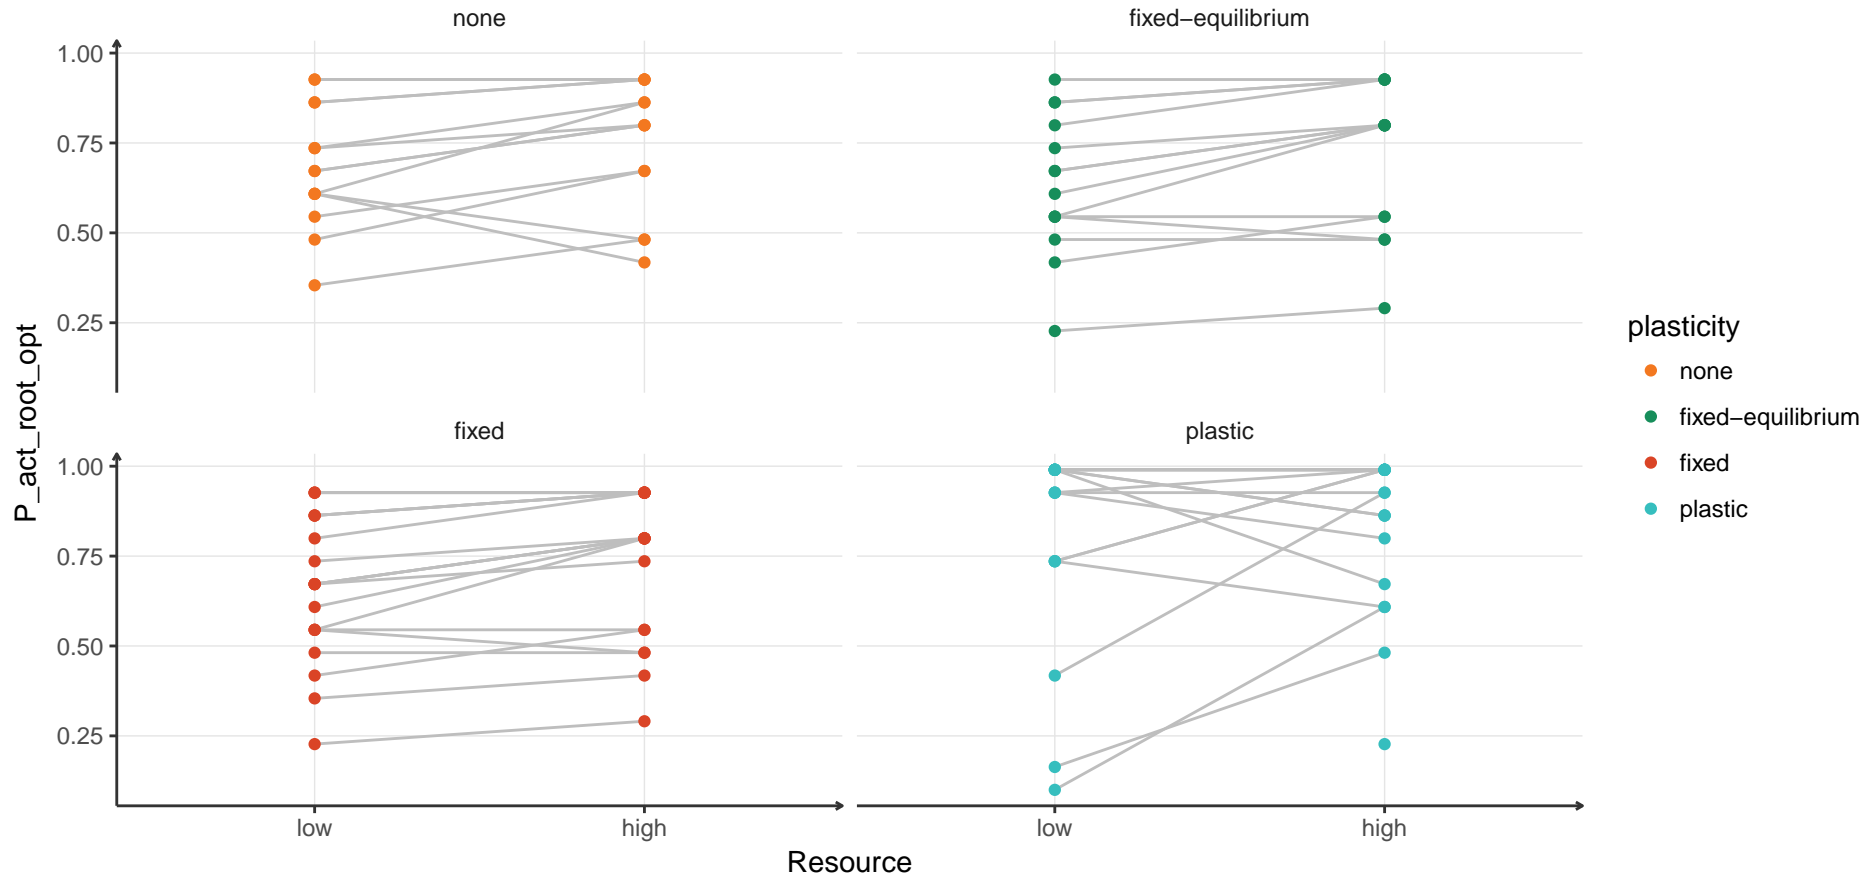 none
fixed−equilibrium
1.00
0.75
0.50
0.25
fixed
plastic
1.00
0.75
0.50
0.25
low
high
low
high
Resource
P_act_root_opt
plasticity
none
fixed−equilibrium
fixed
plastic